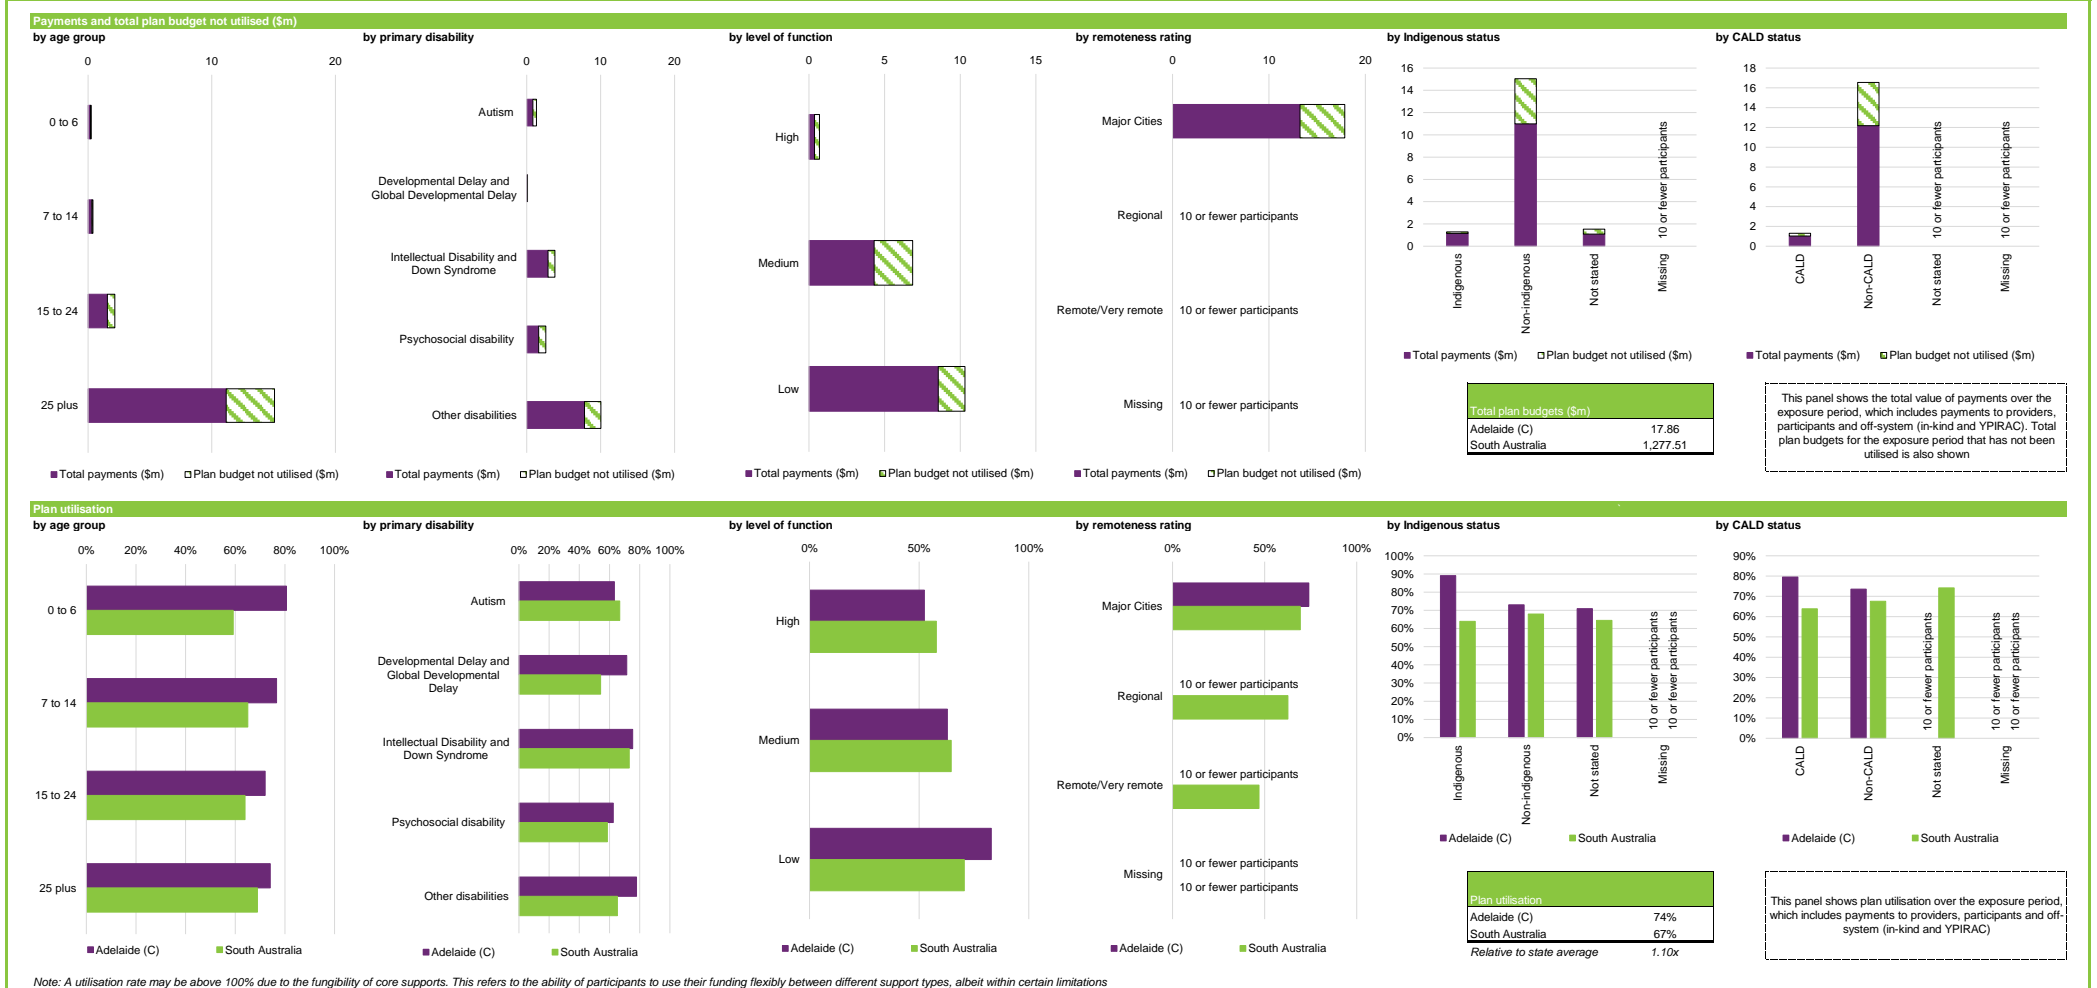 Payments and total plan budget not utilised ($m)
by age group
0 10 20
0 to 6
7 to 14
15 to 24
25 plus
Total payments ($m) Plan budget not utilised ($m)
by primary disability
0 10 20
Autism
Developmental Delay and
Global Developmental Delay
Intellectual Disability and
Down Syndrome
Psychosocial disability
Other disabilities
Total payments ($m) Plan budget not utilised ($m)
by level of function
0 5 10 15
High
Medium
Low
Total payments ($m) Plan budget not utilised ($m)
by remoteness rating
0 10 20
Major Cities
Regional 10 or fewer participants
Remote/Very remote 10 or fewer participants
Missing 10 or fewer participants
Total payments ($m) Plan budget not utilised ($m)
by Indigenous status
16
14
12
10
8
6
4
2
0
10 or fewer participants
Indigenous
Non-indigenous
Not stated
Missing
Total payments ($m) Plan budget not utilised ($m)
by CALD status
18
16
14
12
10
8
6
4
2
0
10 or fewer participants
10 or fewer participants
CALD
Non-CALD
Not stated
Missing
Total payments ($m) Plan budget not utilised ($m)
Total plan budgets ($m)
Adelaide (C) 17.86
South Australia 1,277.51
This panel shows the total value of payments over the
exposure period, which includes payments to providers,
participants and off-system (in-kind and YPIRAC). Total
plan budgets for the exposure period that has not been
utilised is also shown
Plan utilisation
by age group
0% 20% 40% 60% 80% 100%
0 to 6
7 to 14
15 to 24
25 plus
Adelaide (C) South Australia
by primary disability
0% 20% 40% 60% 80% 100%
Autism
Developmental Delay and
Global Developmental
Delay
Intellectual Disability and
Down Syndrome
Psychosocial disability
Other disabilities
Adelaide (C) South Australia
by level of function
0% 50% 100%
High
Medium
Low
Adelaide (C) South Australia
by remoteness rating
0% 50% 100%
Major Cities
10 or fewer participants
Regional
10 or fewer participants
Remote/Very remote
10 or fewer participants
Missing
10 or fewer participants
Adelaide (C) South Australia
by Indigenous status
100%
90%
80%
70%
60%
50%
40%
30%
20%
10%
0%
10 or fewer participants
10 or fewer participants
Indigenous
Non-indigenous
Not stated
Missing
Adelaide (C) South Australia
by CALD status
90%
80%
70%
60%
50%
40%
30%
20%
10%
0%
10 or fewer participants
10 or fewer participants
10 or fewer participants
CALD
Non-CALD
Not stated
Missing
Adelaide (C) South Australia
Plan utilisation
Adelaide (C) 74%
South Australia 67%
Relative to state average 1.10x
This panel shows plan utilisation over the exposure period,
which includes payments to providers, participants and off-
system (in-kind and YPIRAC)
Note: A utilisation rate may be above 100% due to the fungibility of core supports. This refers to the ability of participants to use their funding flexibly between different support types, albeit within certain limitations